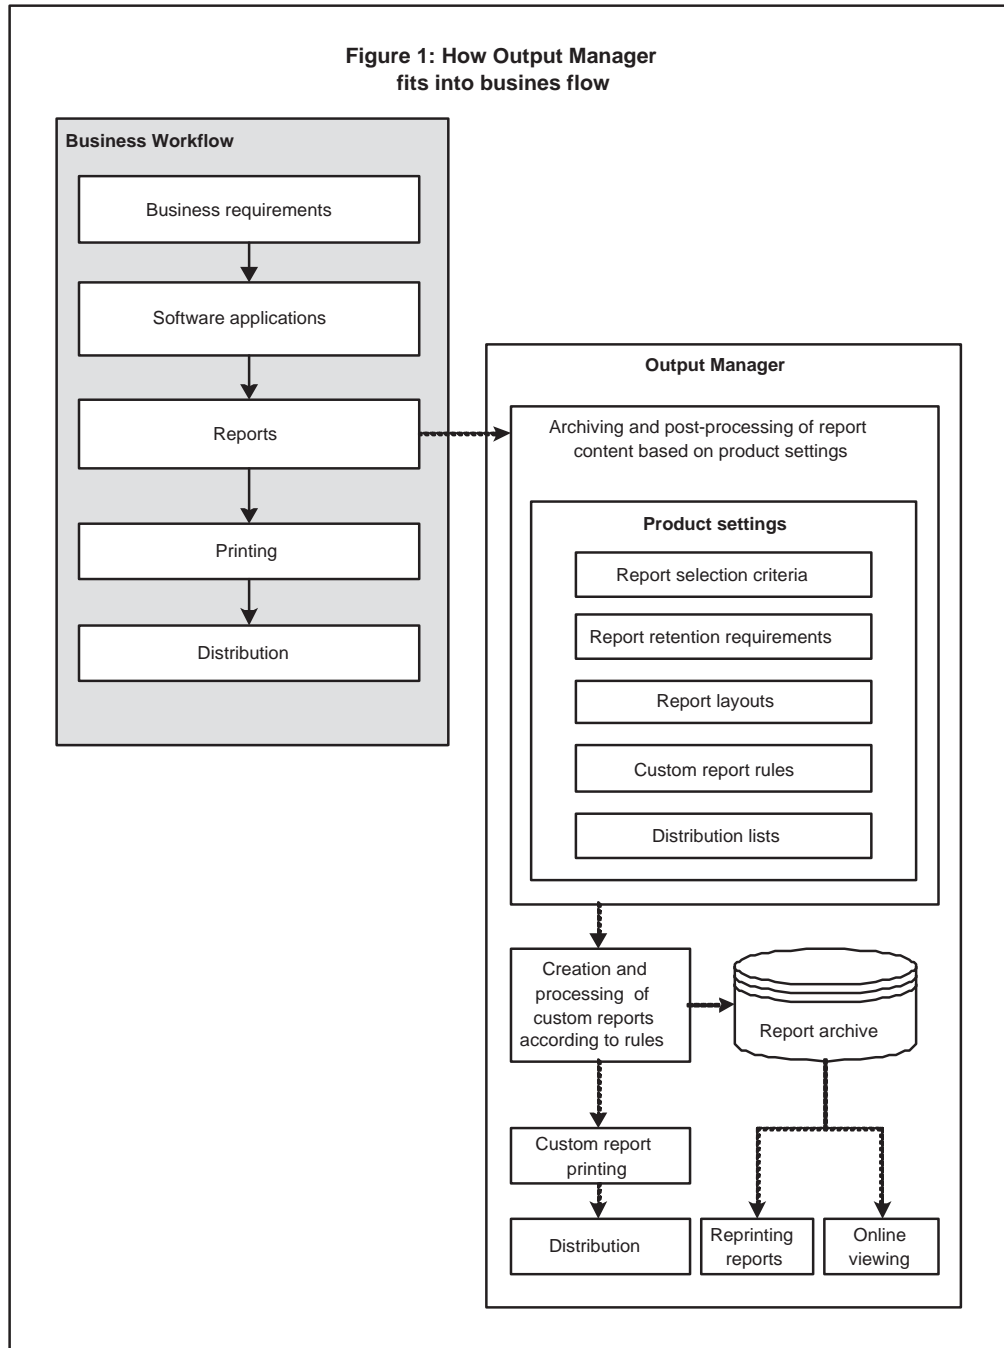 Figure 1: How Output Manager
fits into busines flow
Business Workflow
Business requirements
Software applications
Reports
Printing
Distribution
Output Manager
Archiving and post-processing of report
content based on product settings
Product settings
Report selection criteria
Report retention requirements
Report layouts
Custom report rules
Distribution lists
Creation and
processing of
custom reports
according to rules
Report archive
Custom report
printing
Distribution
Reprinting
reports
Online
viewing